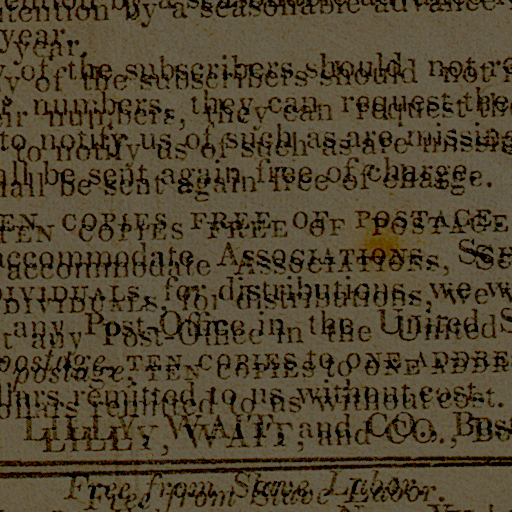 ttention by a seasonable advance
year.
y of the subscribers should not re
ir numbers, they can request the
to notify us of such as are missing
all be sent again free of charge.
TEN COPIES FREE OF POSTAGE
accommodate Associations, S
DIVIDUALS, for distributions, we w
t any Post-Office in the United S
postage, TEN COPIES to ONE ADDRE
ollars remitted to us without cost.
LILLY, WAIT, and CO., Bos
Free from Slave Labor.